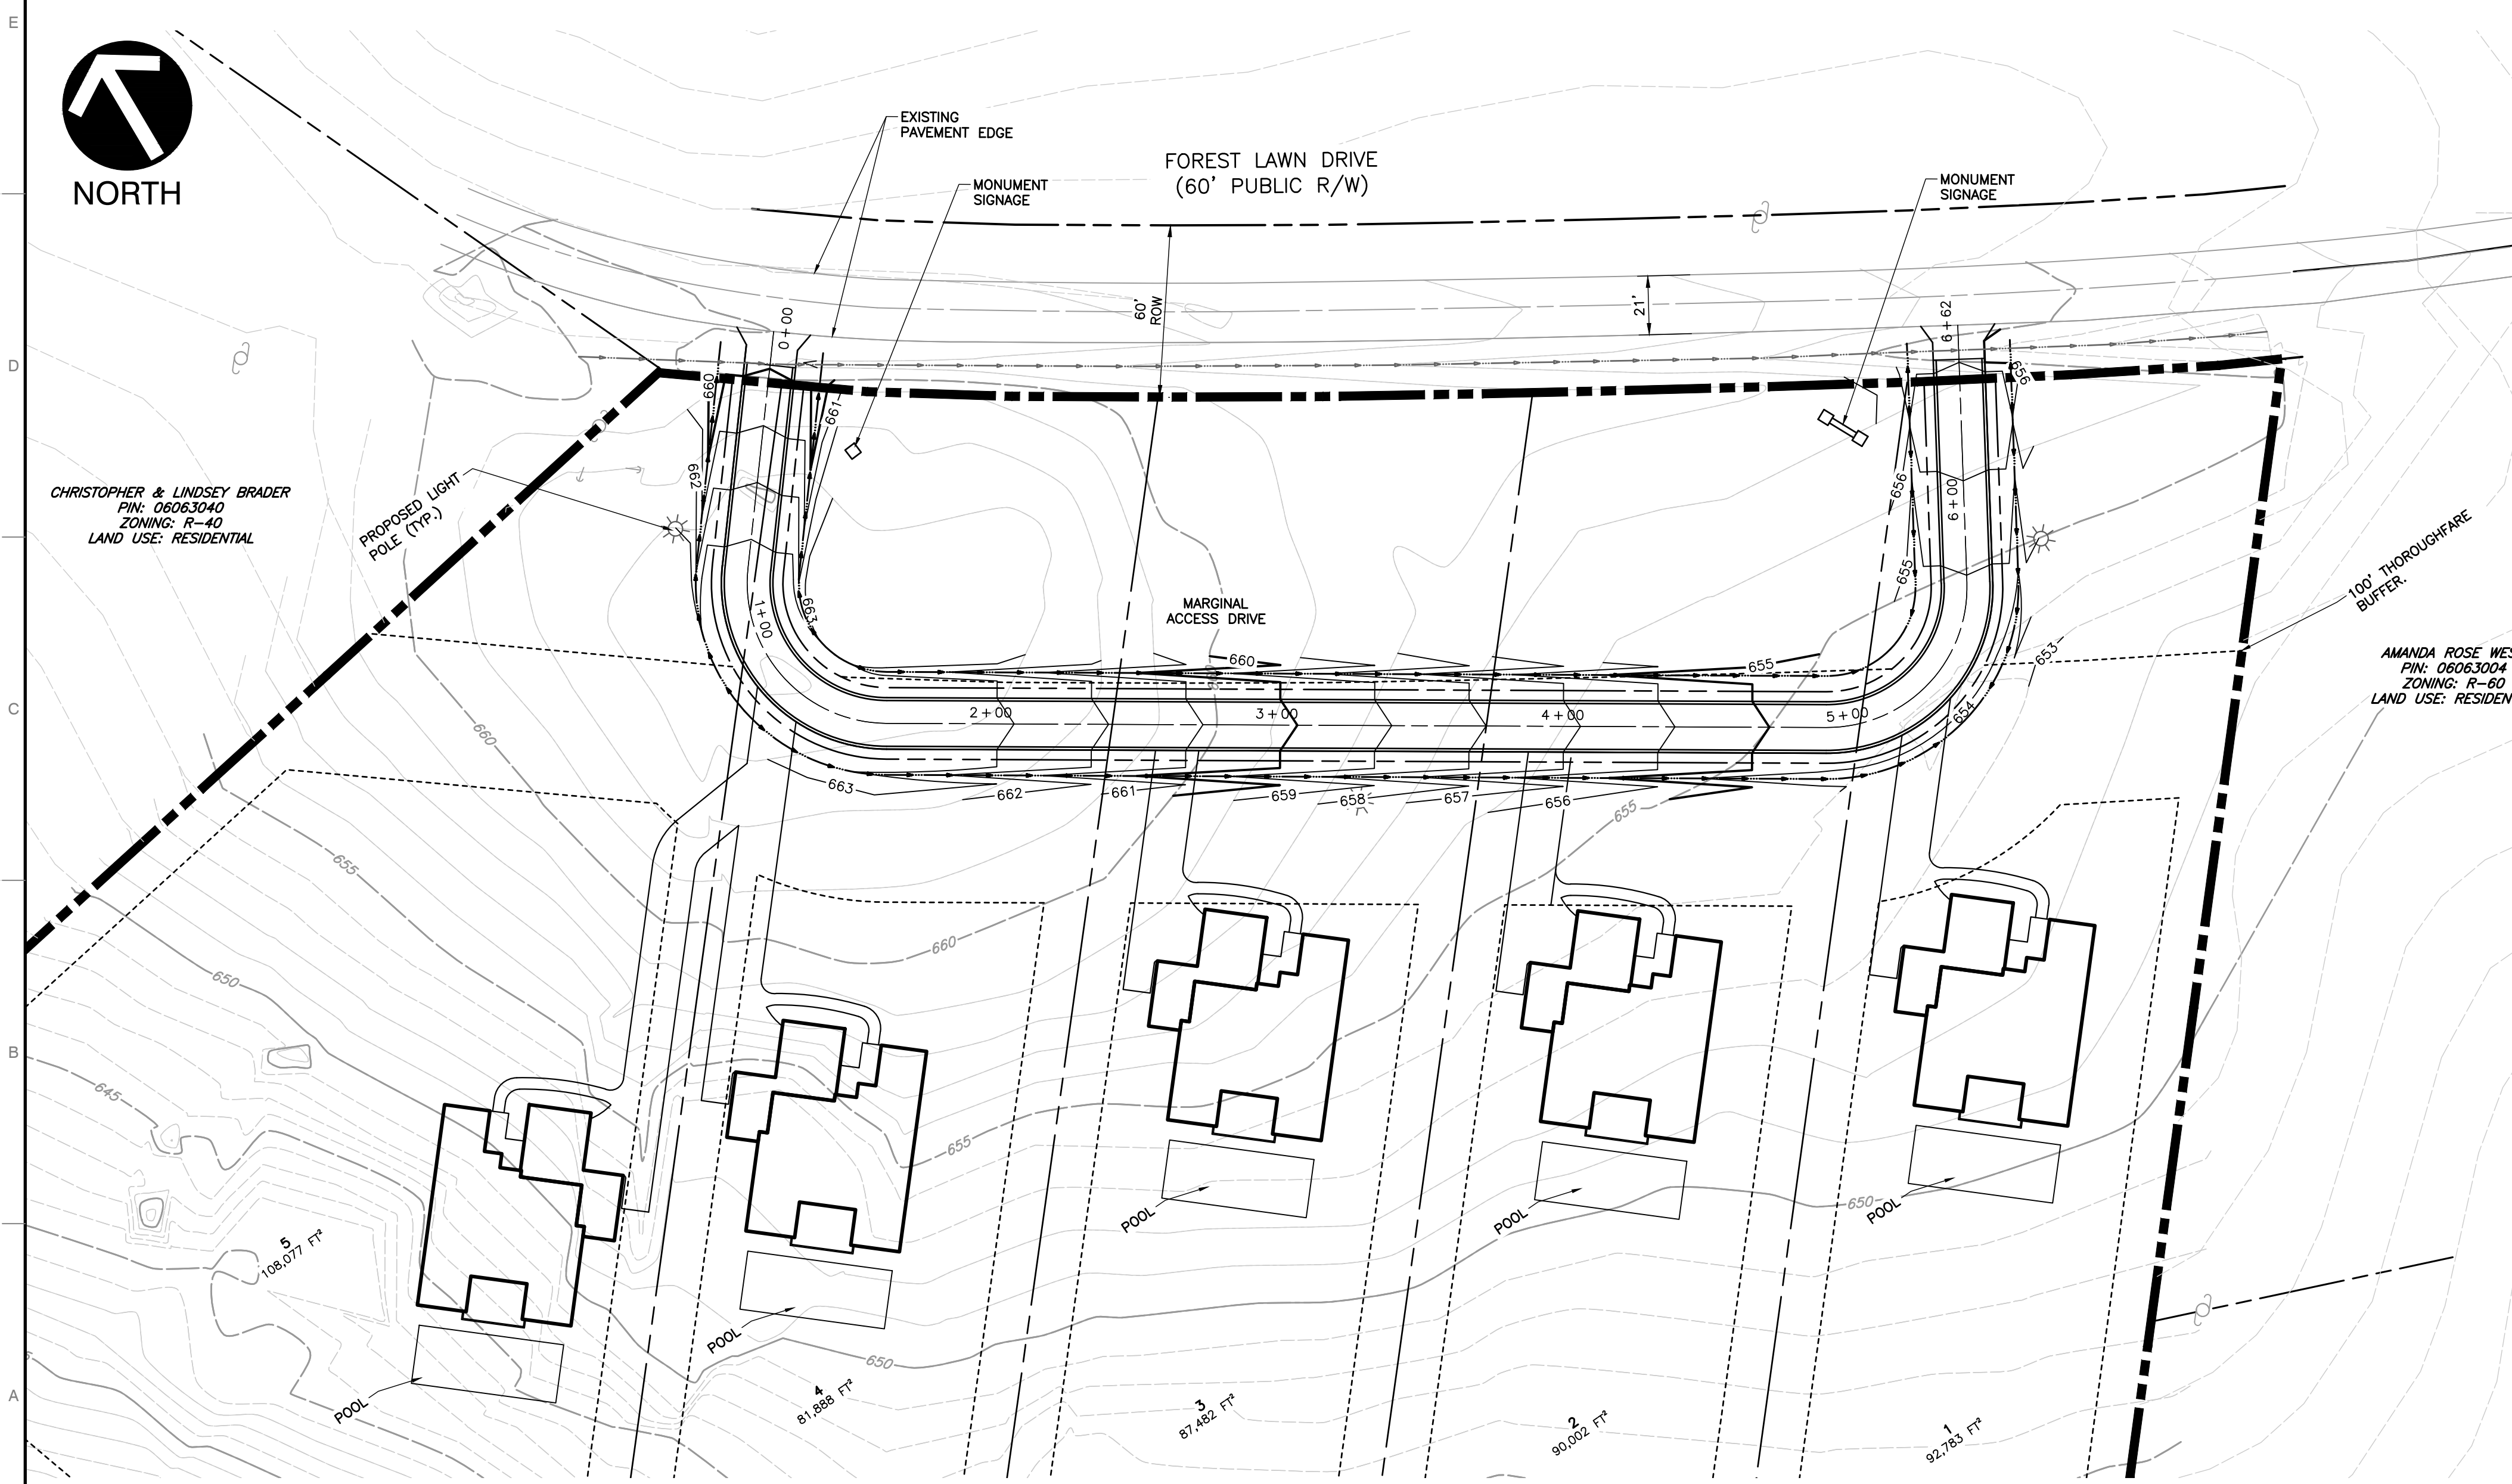 E
NORTH
EXISTING
PAVEMENT EDGE
FOREST LAWN DRIVE
(60' PUBLIC R/W)
MONUMENT
SIGNAGE
MONUMENT
SIGNAGE
60'
ROW
21'
0+00
6+62
D
660
661
656
662
656
6+00
CHRISTOPHER & LINDSEY BRADER
PIN: 06063040
ZONING: R-40
LAND USE: RESIDENTIAL
PROPOSED LIGHT
POLE (TYP.)
100' THOROUGHFARE
BUFFER.
655
663
1+00
MARGINAL
ACCESS DRIVE
660
655
653
AMANDA ROSE WES
PIN: 06063004
ZONING: R-60
LAND USE: RESIDEN
C
2+00
3+00
4+00
5+00
654
660
663
662
661
659
658
657
656
655
655
660
650
B
645
655
650
POOL
POOL
POOL
5
108,077 FT²
POOL
650
A
POOL
4
81,888 FT²
3
87,482 FT²
2
90,002 FT²
1
92,783 FT²